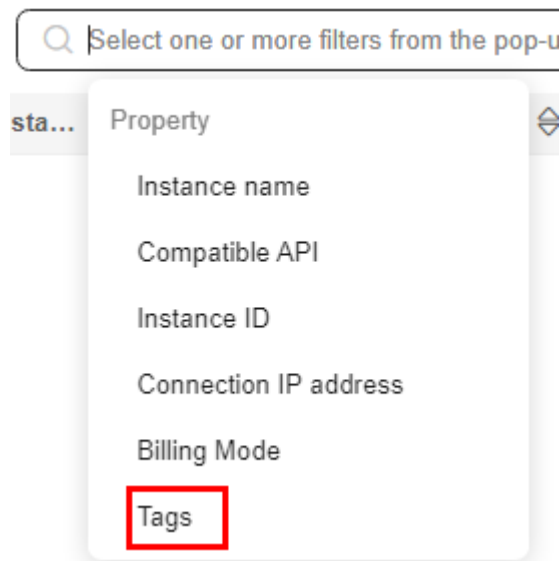 Select one or more filters from the pop-u
sta...
Property
Instance name
Compatible API
Instance ID
Connection IP address
Billing Mode
Tags